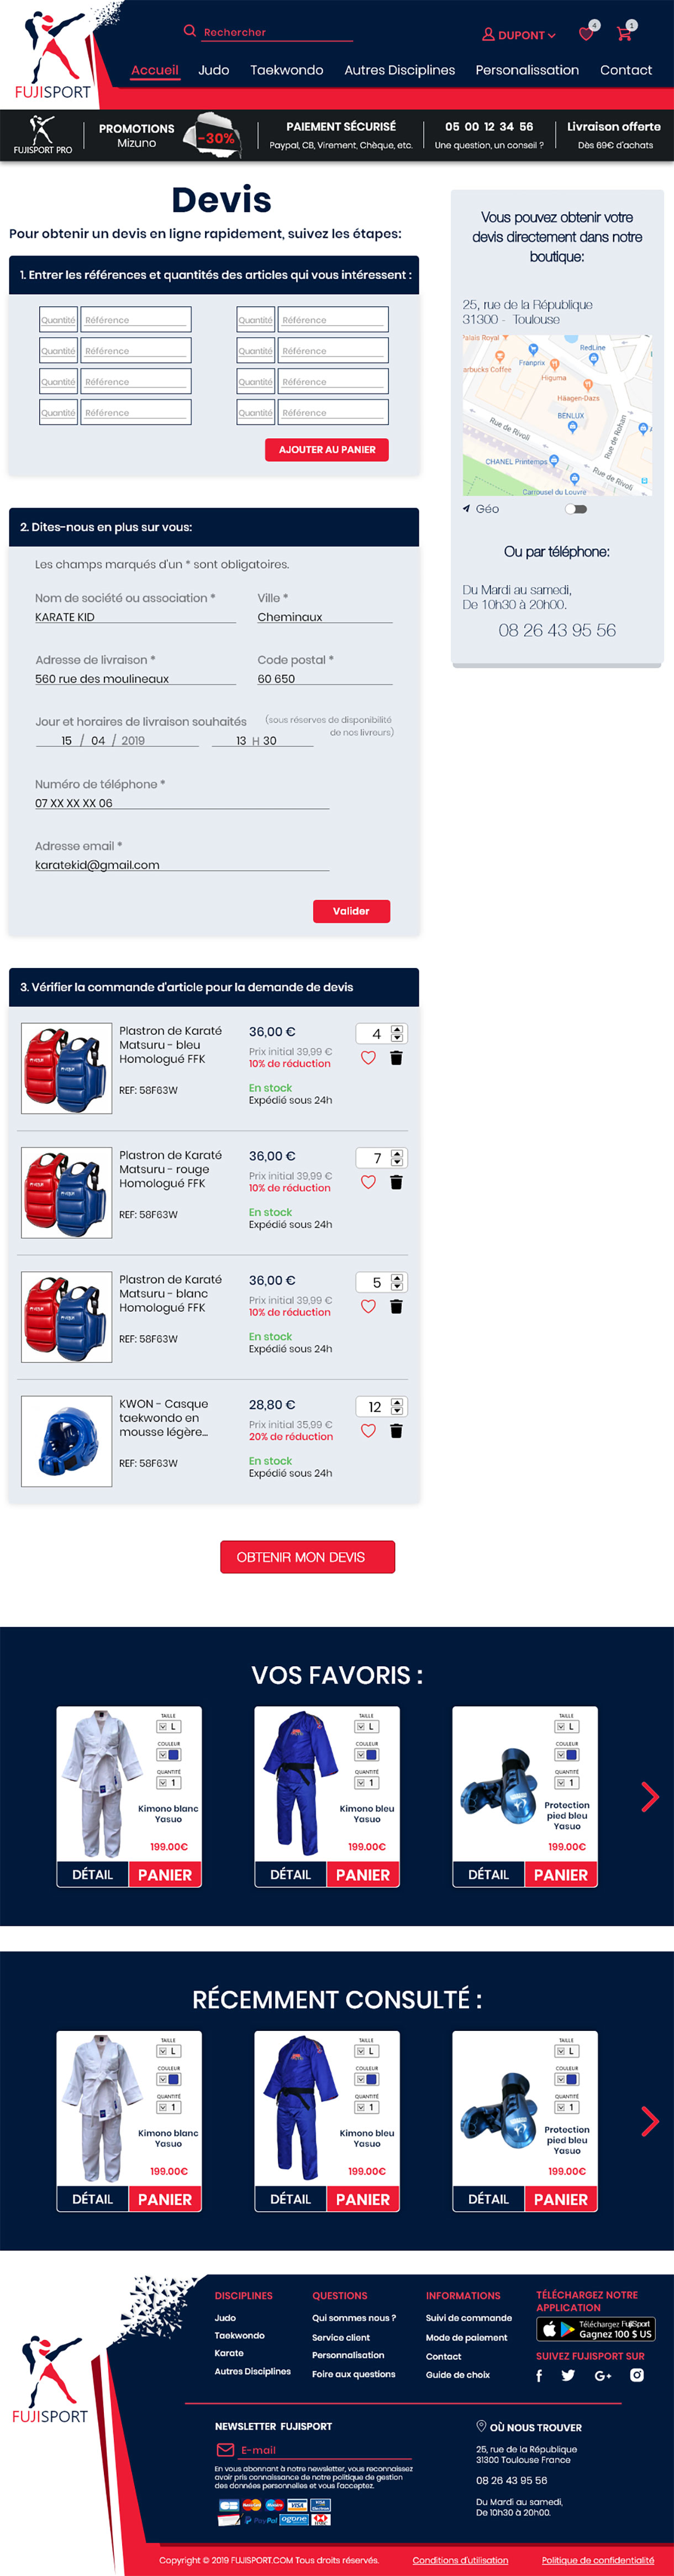 FUJISPORT
Rechercher
DUPONT
4
1
Accueil Judo Taekwondo Autres Disciplines Personalissation Contact
FUJISPORT PRO
PROMOTIONS
Mizuno
-30%
PAIEMENT SÉCURISÉ
Paypal, CB, Virement, Chèque, etc.
05 00 12 34 56
Une question, un conseil ?
Livraison offerte
Dès 69€ d'achats
Devis
Pour obtenir un devis en ligne rapidement, suivez les étapes:
1. Entrer les références et quantités des articles qui vous intéressent :
Quantité Référence Quantité Référence
Quantité Référence Quantité Référence
Quantité Référence Quantité Référence
Quantité Référence Quantité Référence
AJOUTER AU PANIER
Vous pouvez obtenir votre
devis directement dans notre
boutique:
25, rue de la République
31300 - Toulouse
Palais Royal
RedLine
Franprix
arbucks Coffee
Higuma
Häagen-Dazs
BENLUX
Rue de Rivoli
Rue de Rohan
CHANEL Printemps
Rue de Rivoli
Carrousel du Louvre
Géo
Ou par téléphone:
Du Mardi au samedi,
De 10h30 à 20h00.
08 26 43 95 56
2. Dites-nous en plus sur vous:
Les champs marqués d'un * sont obligatoires.
Nom de société ou association * Ville *
KARATE KID Cheminaux
Adresse de livraison * Code postal *
560 rue des moulineaux 60 650
Jour et horaires de livraison souhaités (sous réserves de disponibilité
de nos livreurs)
15 / 04 / 2019 13 H 30
Numéro de téléphone *
07 XX XX XX 06
Adresse email *
karatekid@gmail.com
Valider
3. Vérifier la commande d'article pour la demande de devis
Plastron de Karaté
Matsuru - bleu
Homologué FFK
REF: 58F63W
36,00 €
Prix initial 39,99 €
10% de réduction
En stock
Expédié sous 24h
4
Plastron de Karaté
Matsuru - rouge
Homologué FFK
REF: 58F63W
36,00 €
Prix initial 39,99 €
10% de réduction
En stock
Expédié sous 24h
7
Plastron de Karaté
Matsuru - blanc
Homologué FFK
REF: 58F63W
36,00 €
Prix initial 39,99 €
10% de réduction
En stock
Expédié sous 24h
5
KWON - Casque
taekwondo en
mousse légère...
REF: 58F63W
28,80 €
Prix initial 35,99 €
20% de réduction
En stock
Expédié sous 24h
12
OBTENIR MON DEVIS
VOS FAVORIS :
TAILLE
L
COULEUR
QUANTITÉ
1
Kimono blanc
Yasuo
199.00€
DÉTAIL PANIER
TAILLE
L
COULEUR
QUANTITÉ
1
Kimono bleu
Yasuo
199.00€
DÉTAIL PANIER
TAILLE
L
COULEUR
QUANTITÉ
1
Protection
pied bleu
Yasuo
199.00€
DÉTAIL PANIER
RÉCEMMENT CONSULTÉ :
TAILLE
L
COULEUR
QUANTITÉ
1
Kimono blanc
Yasuo
199.00€
DÉTAIL PANIER
TAILLE
L
COULEUR
QUANTITÉ
1
Kimono bleu
Yasuo
199.00€
DÉTAIL PANIER
TAILLE
L
COULEUR
QUANTITÉ
1
Protection
pied bleu
Yasuo
199.00€
DÉTAIL PANIER
FUJISPORT
DISCIPLINES
Judo
Taekwondo
Karate
Autres Disciplines
QUESTIONS
Qui sommes nous ?
Service client
Personnalisation
Foire aux questions
INFORMATIONS
Suivi de commande
Mode de paiement
Contact
Guide de choix
TÉLÉCHARGEZ NOTRE
APPLICATION
Téléchargez FujiSport
Gagnez 100 $ US
SUIVEZ FUJISPORT SUR
NEWSLETTER FUJISPORT
E-mail
En vous abonnant à notre newsletter, vous reconnaissez
avoir pris connaissance de notre politique de gestion
des données personnelles et vous l'acceptez.
VISA
PayPal
ogone
OÙ NOUS TROUVER
25, rue de la République
31300 Toulouse France
08 26 43 95 56
Du Mardi au samedi,
De 10h30 à 20h00.
Copyright © 2019 FUJISPORT.COM Tous droits réservés.
Conditions d'utilisation
Politique de confidentialité